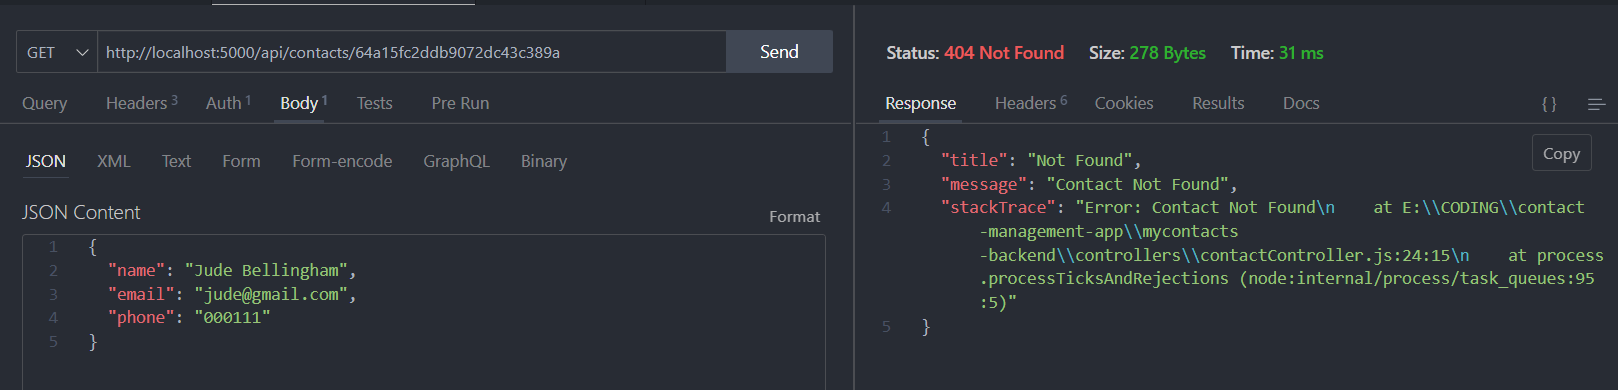 GET http://localhost:5000/api/contacts/64a15fc2ddb9072dc43c389a Send
Query Headers 3 Auth 1 Body 1 Tests Pre Run
JSON XML Text Form Form-encode GraphQL Binary
JSON Content
Format
1 {
2 "name": "Jude Bellingham",
3 "email": "jude@gmail.com",
4 "phone": "000111"
5 }
Status: 404 Not Found Size: 278 Bytes Time: 31 ms
Response Headers 6 Cookies Results Docs { }
1 {
Copy
2 "title": "Not Found",
3 "message": "Contact Not Found",
4 "stackTrace": "Error: Contact Not Found\n    at E:\\CODING\\contact
-management-app\\mycontacts
-backend\\controllers\\contactController.js:24:15\n    at process
.processTicksAndRejections (node:internal/process/task_queues:95
:5)"
5 }